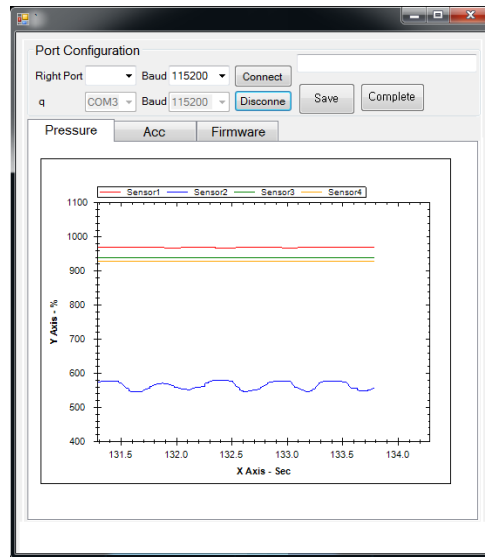 Port Configuration
Right Port Baud 115200 Connect
q COM3 Baud 115200 Disconne Save Complete
Pressure Acc Firmware
Sensor1 Sensor2 Sensor3 Sensor4
1100
1000
900
800
700
600
500
400
Y Axis - %
131.5 132.0 132.5 133.0 133.5 134.0
X Axis - Sec